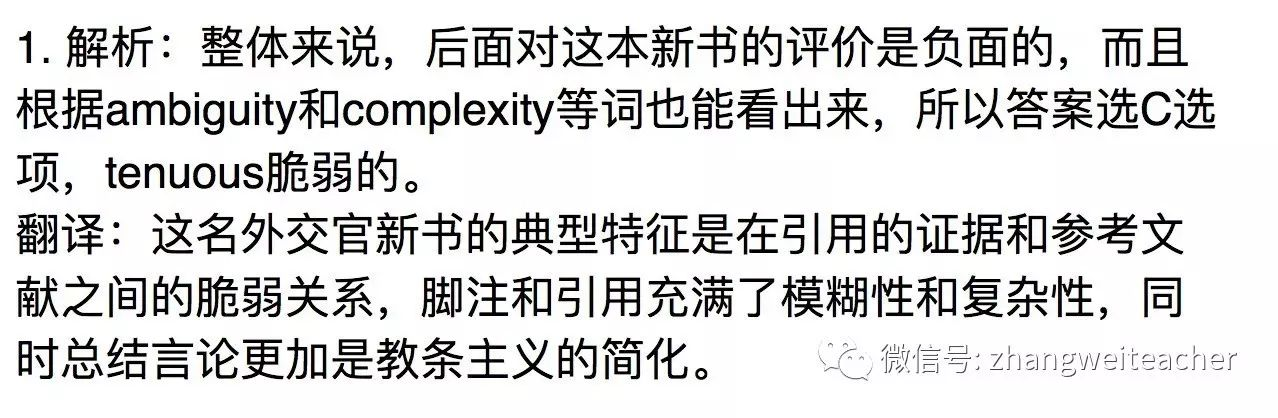 1. 解析：整体来说，后面对这本新书的评价是负面的，而且
根据ambiguity和complexity等词也能看出来，所以答案选C选
项，tenuous脆弱的。
翻译：这名外交官新书的典型特征是在引用的证据和参考文
献之间的脆弱关系，脚注和引用充满了模糊性和复杂性，同
时总结言论更加是教条主义的简化。
微信号: zhangweiteacher